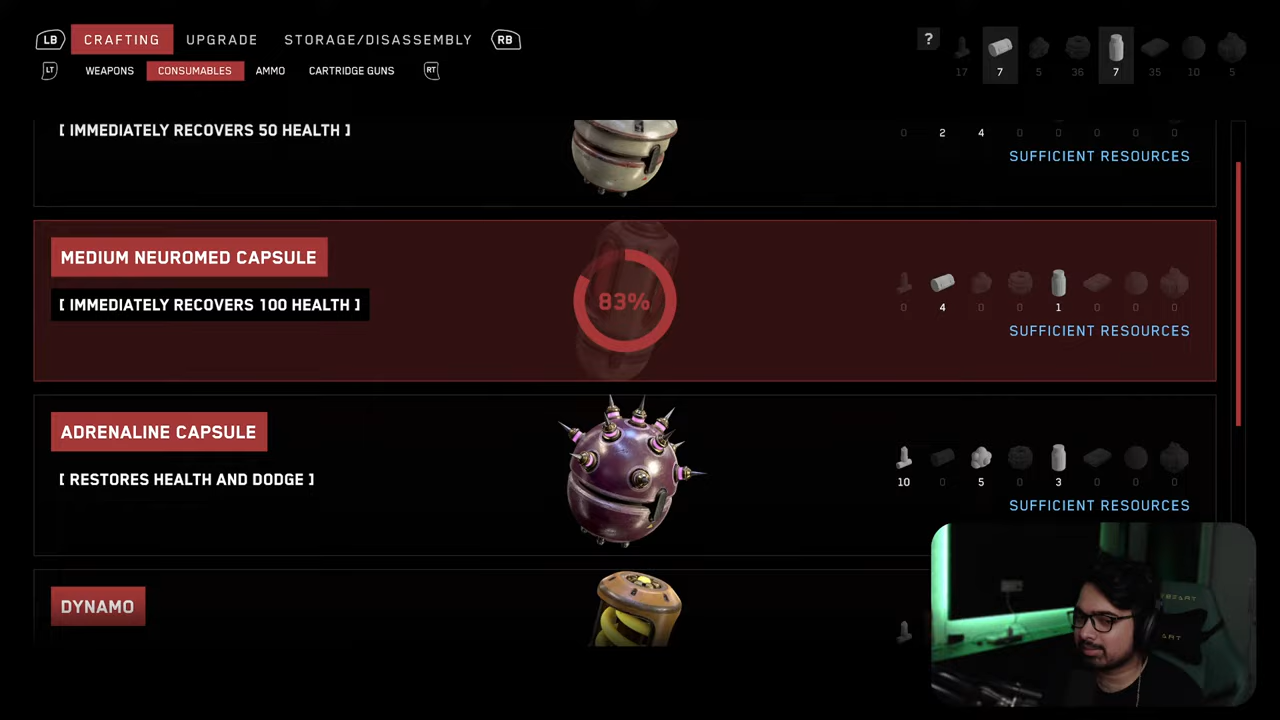 LB CRAFTING UPGRADE STORAGE/DISASSEMBLY RB
LT WEAPONS CONSUMABLES AMMO CARTRIDGE GUNS RT
?
17 7 5 36 7 35 10 5
[ IMMEDIATELY RECOVERS 50 HEALTH ]
0 2 4 0 0 0 0 0
SUFFICIENT RESOURCES
MEDIUM NEUROMED CAPSULE
[ IMMEDIATELY RECOVERS 100 HEALTH ]
83%
0 4 0 0 1 0 0 0
SUFFICIENT RESOURCES
ADRENALINE CAPSULE
[ RESTORES HEALTH AND DODGE ]
10 0 5 0 3 0 0 0
SUFFICIENT RESOURCES
DYNAMO